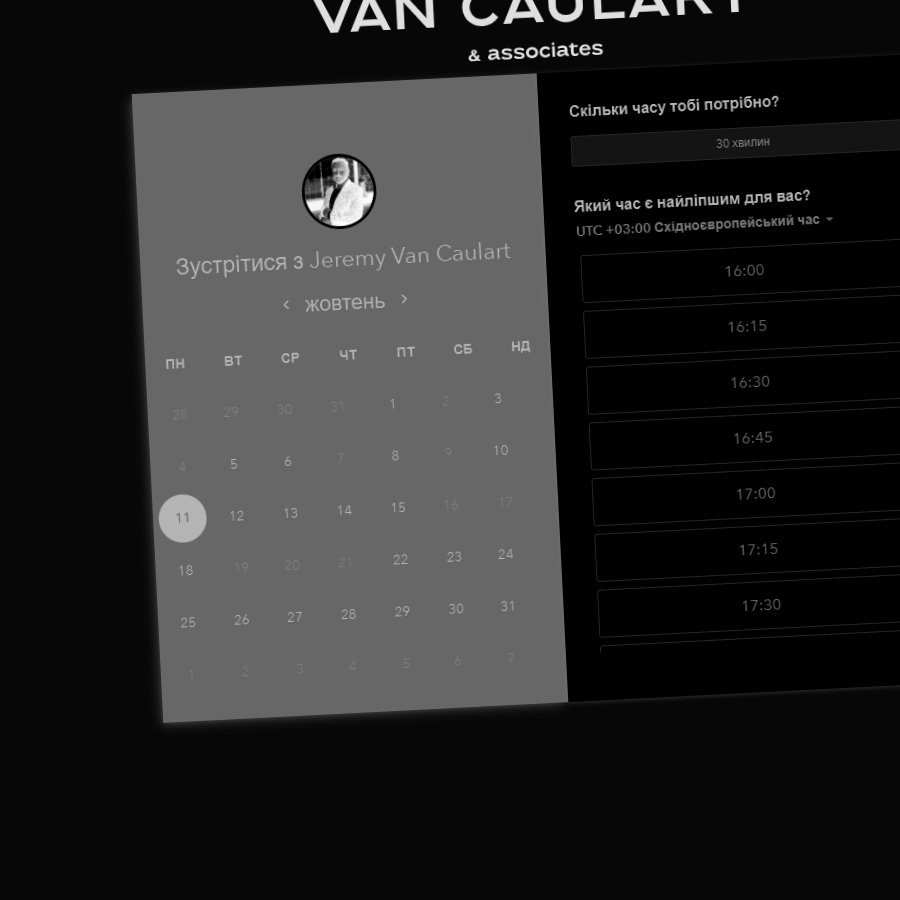 VAN CAULART
& associates
Зустрітися з Jeremy Van Caulart
жовтень
ПН ВТ СР ЧТ ПТ СБ НД
28 29 30 31 1 2 3
4 5 6 7 8 9 10
11 12 13 14 15 16 17
18 19 20 21 22 23 24
25 26 27 28 29 30 31
1 2 3 4 5 6 7
Скільки часу тобі потрібно?
30 хвилин
Який час є найліпшим для вас?
UTC +03:00 Східноєвропейський час
16:00
16:15
16:30
16:45
17:00
17:15
17:30